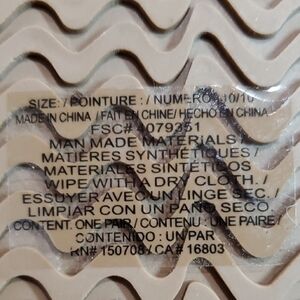 SIZE: / POINTURE : / NUMERO: 10/10
MADE IN CHINA / FAIT EN CHINE / HECHO EN CHINA
FSC# 1079351
MAN MADE MATERIALS /
MATIÈRES SYNTHÉTIQUES /
MATERIALES SINTETICOS
WIPE WITH A DRY CLOTH. /
ESSUYER AVEC UN LINGE SEC. /
LIMPIAR CON UN PANO SECO.
CONTENT: ONE PAIR / CONTENU : UNE PAIRE /
CONTENIDO : UN PAR
RN# 150708 / CA# 16803